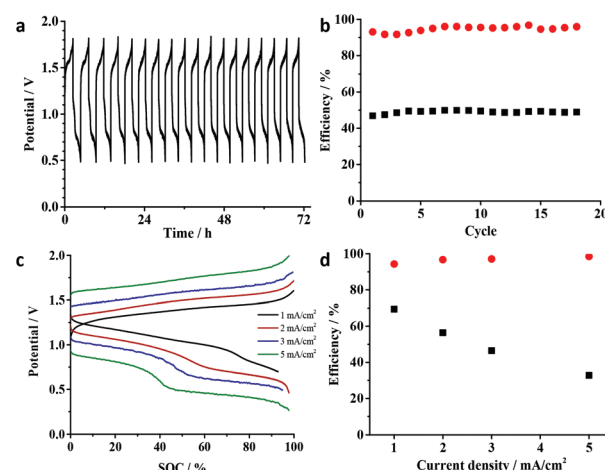 a
2.0
1.5
1.0
0.5
0.0
Potential / V
0 12 24 36 48 60 72
Time / h
b
100
80
60
40
20
0
Efficiency / %
0 5 10 15 20
Cycle
c
2.0
1.5
1.0
0.5
0.0
Potential / V
1 mA/cm²
2 mA/cm²
3 mA/cm²
5 mA/cm²
0 20 40 60 80 100
SOC / %
d
100
80
60
40
20
0
Efficiency / %
1 2 3 4 5
Current density / mA/cm²